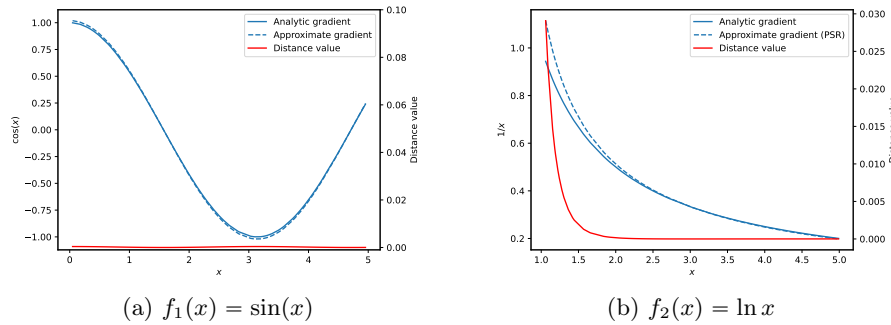 Analytic gradient
Approximate gradient
Distance value
1.00
0.75
0.50
0.25
0.00
−0.25
−0.50
−0.75
−1.00
cos(x)
0 1 2 3 4 5
x
0.10
0.08
0.06
0.04
0.02
0.00
Distance value
(a) f₁(x) = sin(x)
Analytic gradient
Approximate gradient (PSR)
Distance value
1.0
0.8
0.6
0.4
0.2
1/x
1.0 1.5 2.0 2.5 3.0 3.5 4.0 4.5 5.0
x
0.030
0.025
0.020
0.015
0.010
0.005
0.000
(b) f₂(x) = ln x